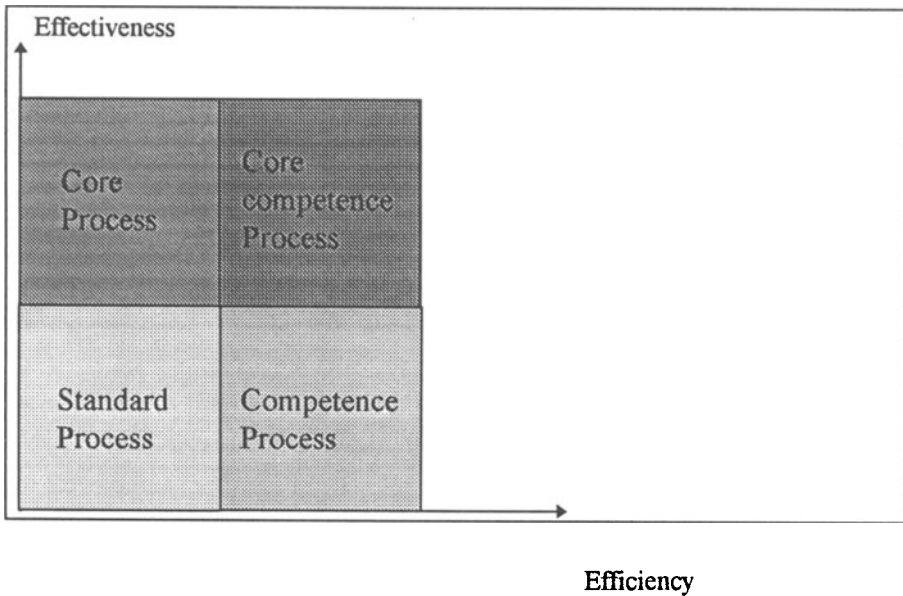 Effectiveness
Core
Process
Core
competence
Process
Standard
Process
Competence
Process
Efficiency